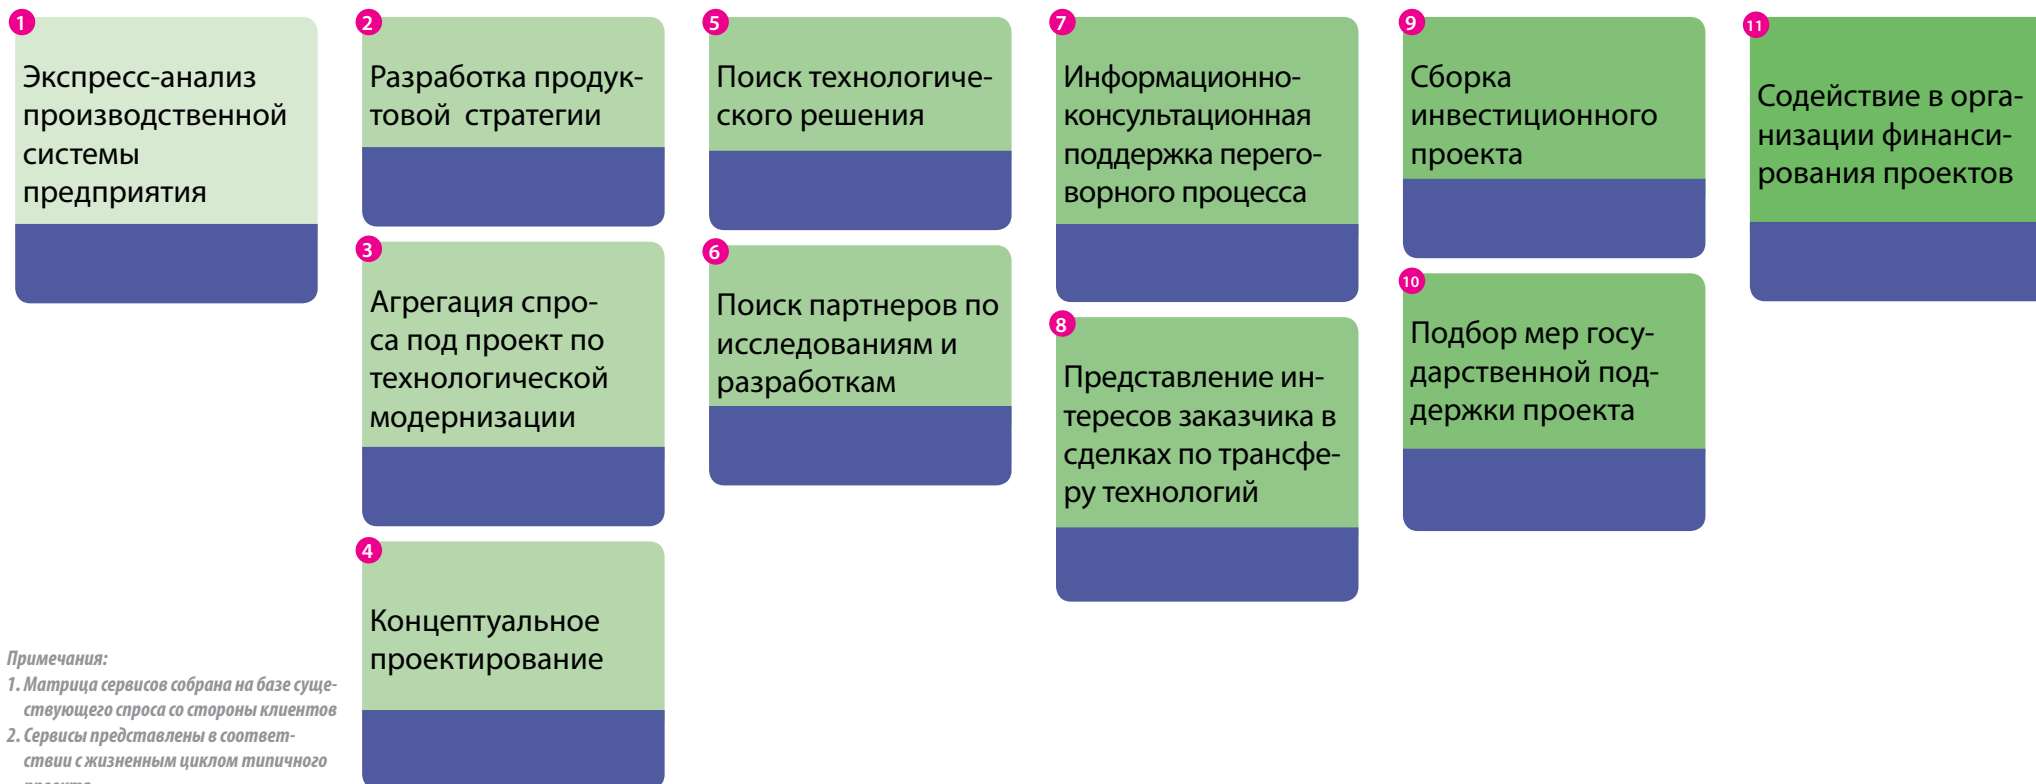 1
Экспресс-анализ
производственной
системы
предприятия
2
Разработка продук-
товой стратегии
3
Агрегация спро-
са под проект по
технологической
модернизации
4
Концептуальное
проектирование
5
Поиск технологиче-
ского решения
6
Поиск партнеров по
исследованиям и
разработкам
7
Информационно-
консультационная
поддержка перего-
ворного процесса
8
Представление ин-
тересов заказчика в
сделках по трансфе-
ру технологий
9
Сборка
инвестиционного
проекта
10
Подбор мер госу-
дарственной под-
держки проекта
11
Содействие в орга-
низации финанси-
рования проектов
Примечания:
1. Матрица сервисов собрана на базе суще-
ствующего спроса со стороны клиентов
2. Сервисы представлены в соответ-
ствии с жизненным циклом типичного